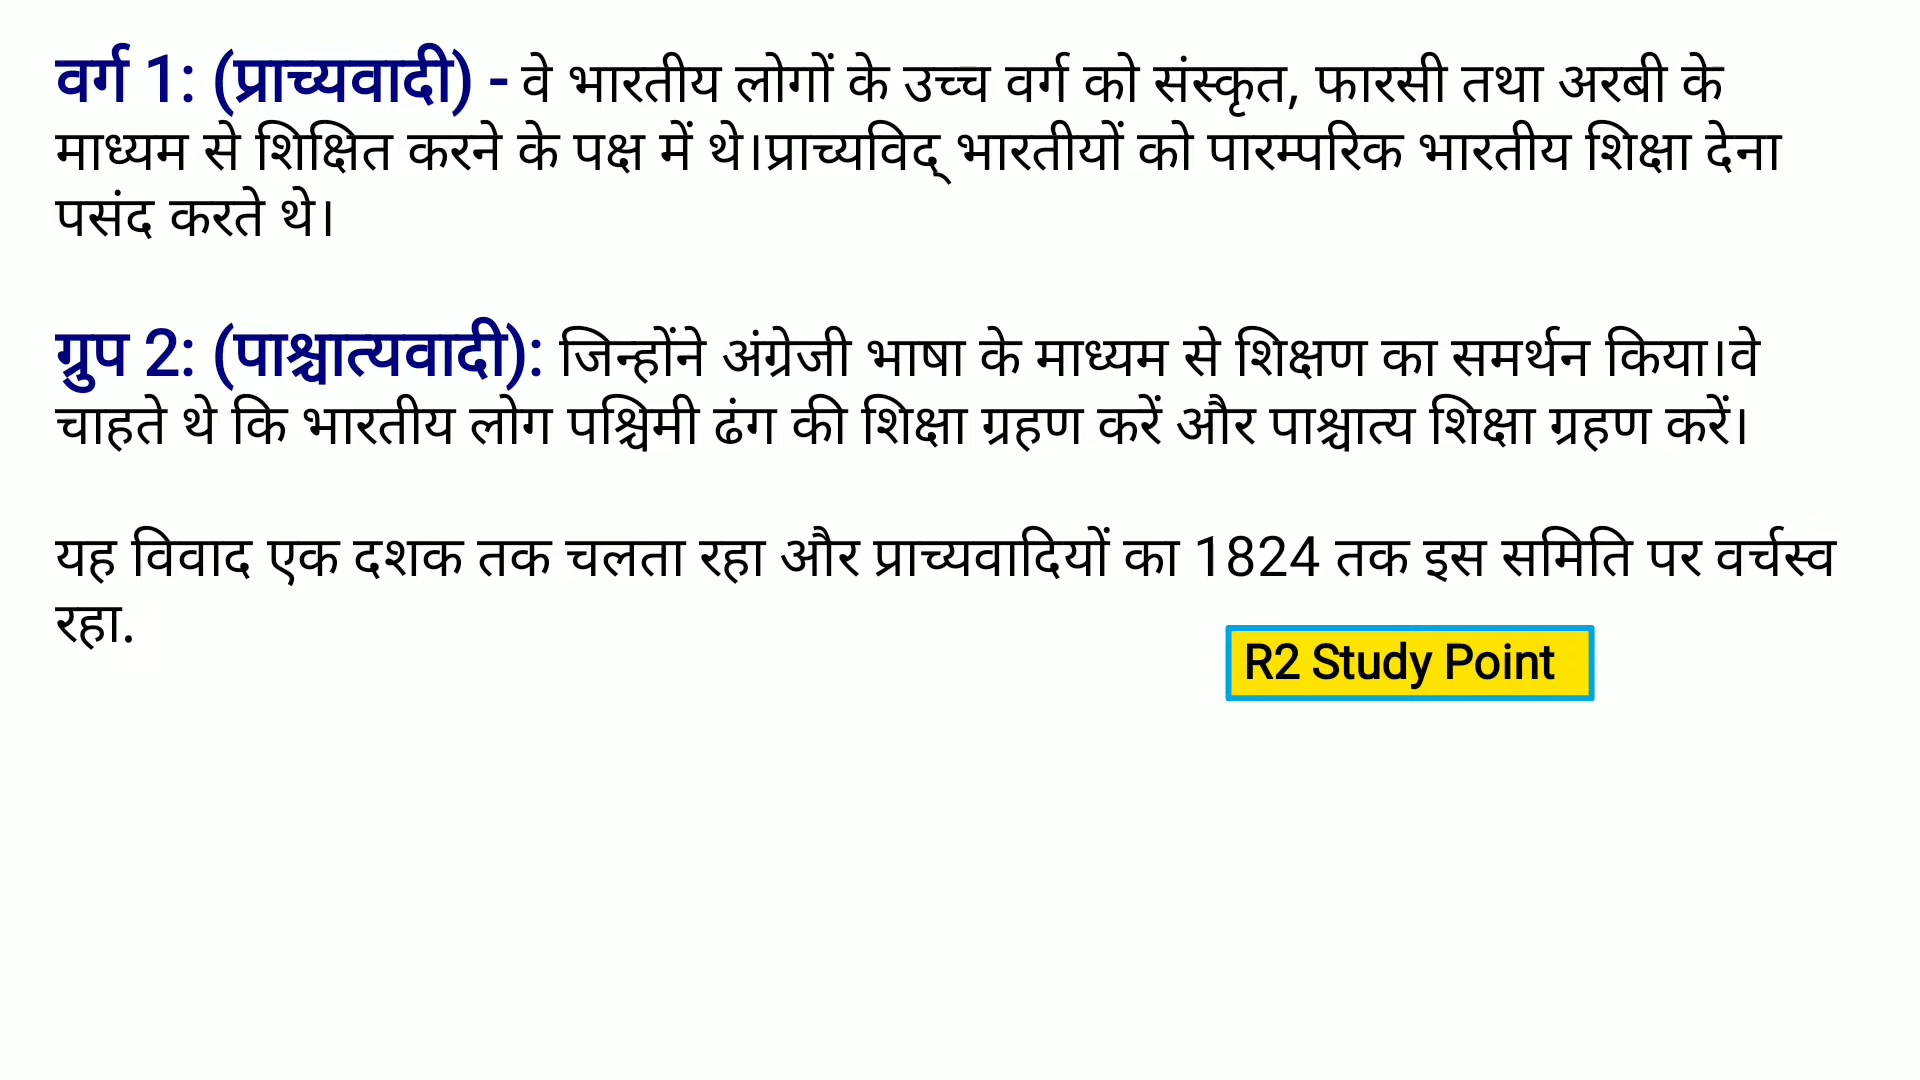 वर्ग 1: (प्राच्यवादी) - वे भारतीय लोगों के उच्च वर्ग को संस्कृत, फारसी तथा अरबी के
माध्यम से शिक्षित करने के पक्ष में थे।प्राच्यविद् भारतीयों को पारम्परिक भारतीय शिक्षा देना
पसंद करते थे।
ग्रुप 2: (पाश्चात्यवादी): जिन्होंने अंग्रेजी भाषा के माध्यम से शिक्षण का समर्थन किया।वे
चाहते थे कि भारतीय लोग पश्चिमी ढंग की शिक्षा ग्रहण करें और पाश्चात्य शिक्षा ग्रहण करें।
यह विवाद एक दशक तक चलता रहा और प्राच्यवादियों का 1824 तक इस समिति पर वर्चस्व
रहा.
R2 Study Point